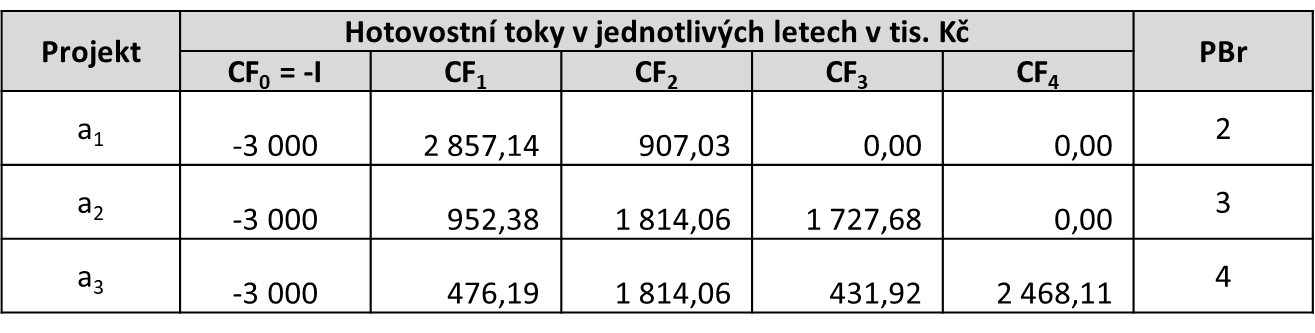 Projekt Hotovostní toky v jednotlivých letech v tis. Kč PBr
CF₀ = -I CF₁ CF₂ CF₃ CF₄
a₁ -3 000 2 857,14 907,03 0,00 0,00 2
a₂ -3 000 952,38 1 814,06 1 727,68 0,00 3
a₃ -3 000 476,19 1 814,06 431,92 2 468,11 4